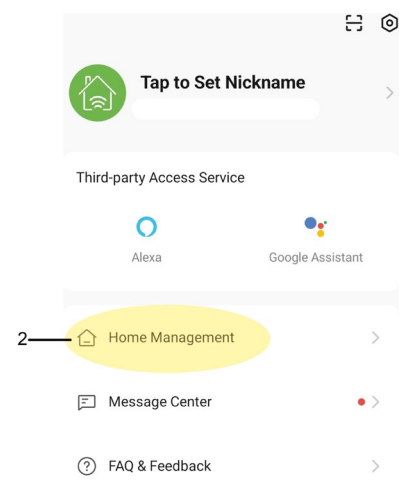 Tap to Set Nickname
Third-party Access Service
Alexa
Google Assistant
2
Home Management
Message Center
FAQ & Feedback